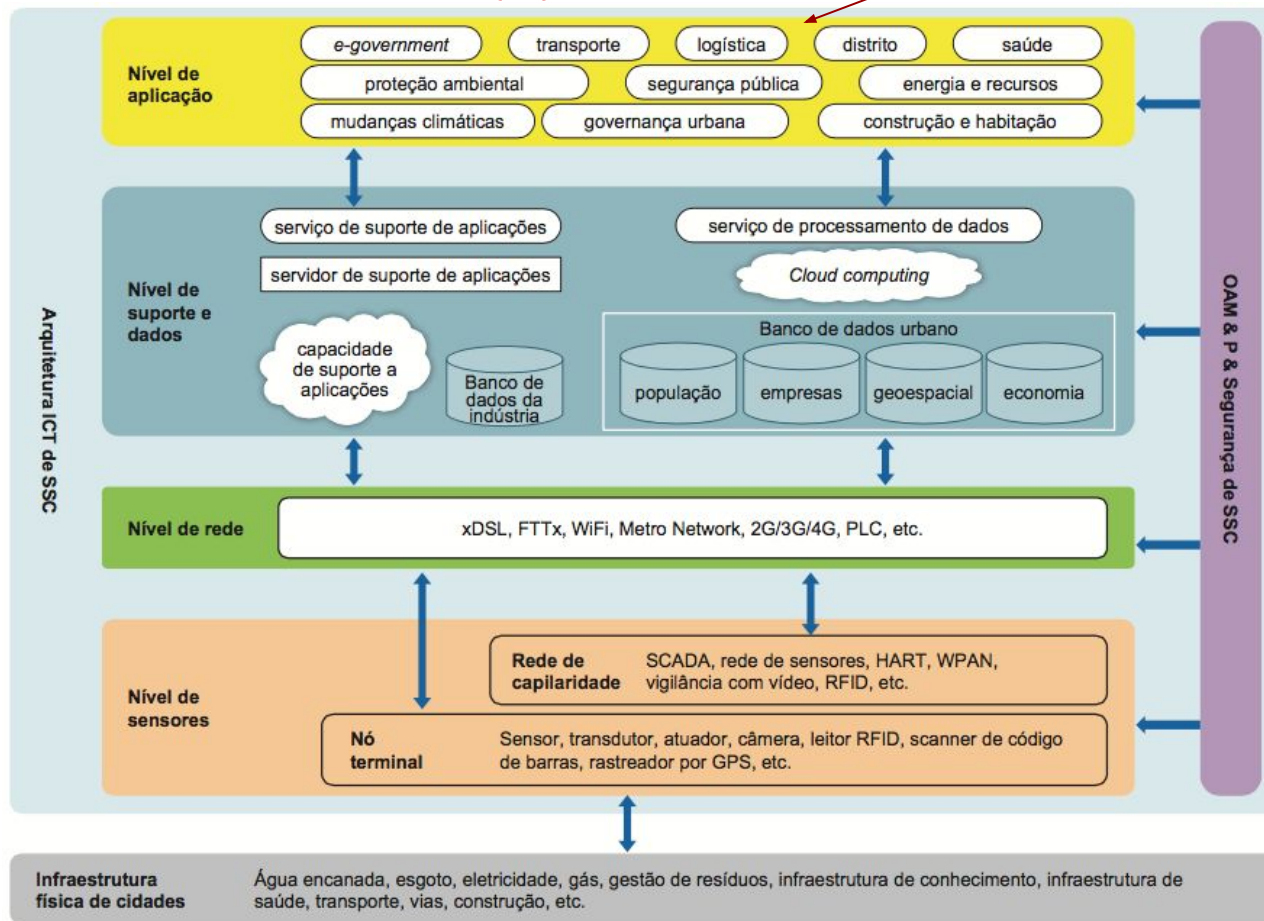 e-government
transporte
logística
distrito
saúde
Nível de
aplicação
proteção ambiental
segurança pública
energia e recursos
mudanças climáticas
governança urbana
construção e habitação
serviço de suporte de aplicações
serviço de processamento de dados
servidor de suporte de aplicações
Cloud computing
Nível de
suporte e
dados
capacidade
de suporte a
aplicações
Banco de
dados da
indústria
Banco de dados urbano
população
empresas
geoespacial
economia
Arquitetura ICT de SSC
OAM & P & Segurança de SSC
Nível de rede
xDSL, FTTx, WiFi, Metro Network, 2G/3G/4G, PLC, etc.
Nível de
sensores
Rede de
capilaridade
SCADA, rede de sensores, HART, WPAN,
vigilância com vídeo, RFID, etc.
Nó
terminal
Sensor, transdutor, atuador, câmera, leitor RFID, scanner de código
de barras, rastreador por GPS, etc.
Infraestrutura
física de cidades
Água encanada, esgoto, eletricidade, gás, gestão de resíduos, infraestrutura de conhecimento, infraestrutura de
saúde, transporte, vias, construção, etc.